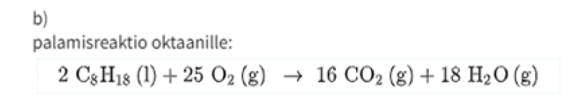 b)
palamisreaktio oktaanille:
2 C₈H₁₈ (l) + 25 O₂ (g) → 16 CO₂ (g) + 18 H₂O (g)